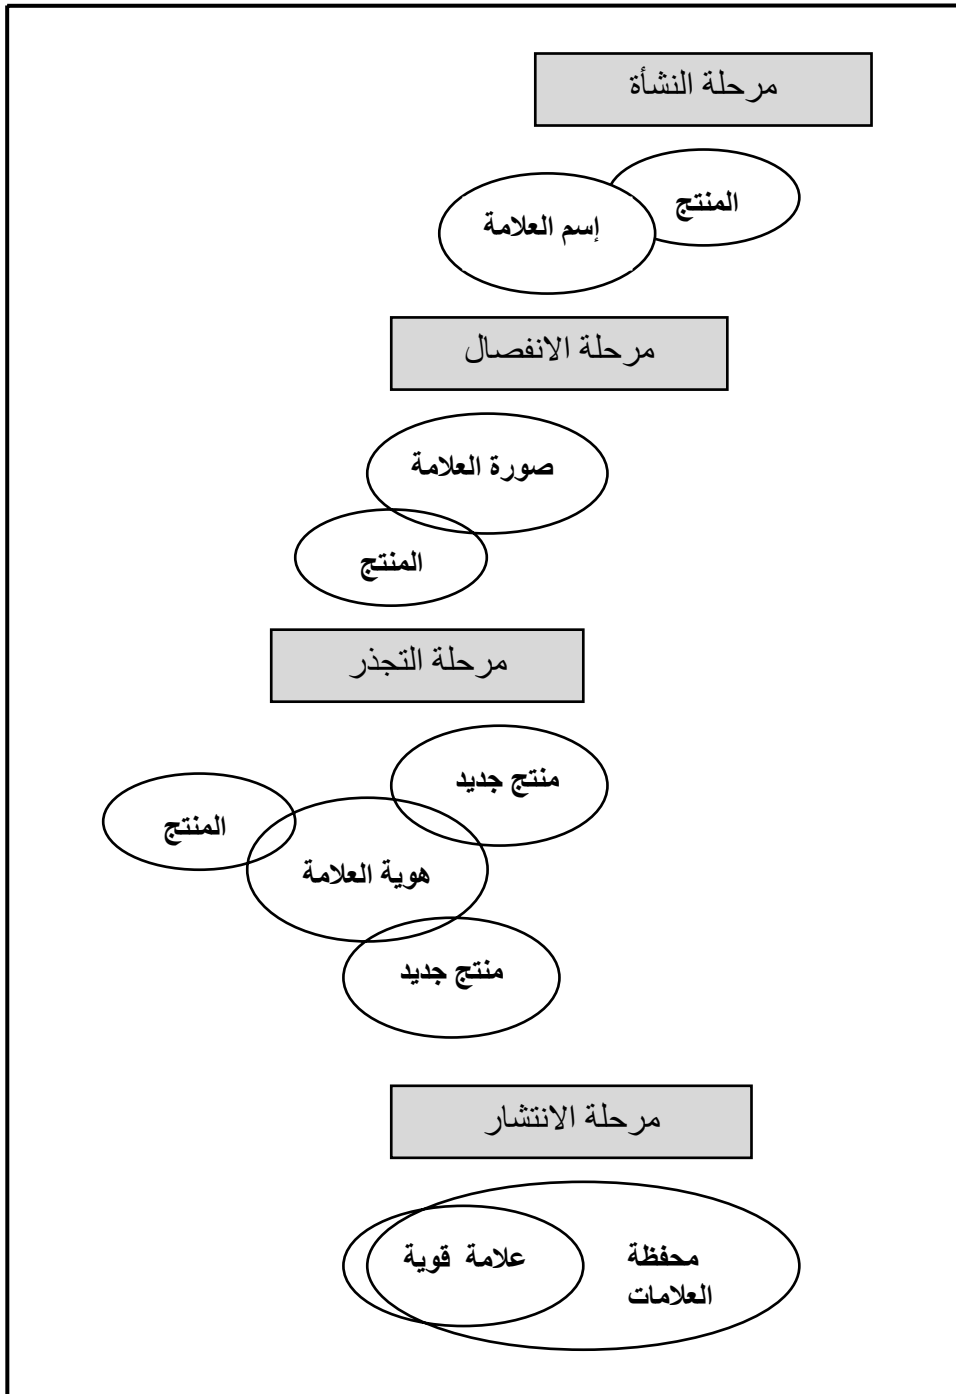 مرحلة النشأة
المنتج
إسم العلامة
مرحلة الانفصال
صورة العلامة
المنتج
مرحلة التجذر
منتج جديد
المنتج
هوية العلامة
منتج جديد
مرحلة الانتشار
علامة قوية
محفظة
العلامات